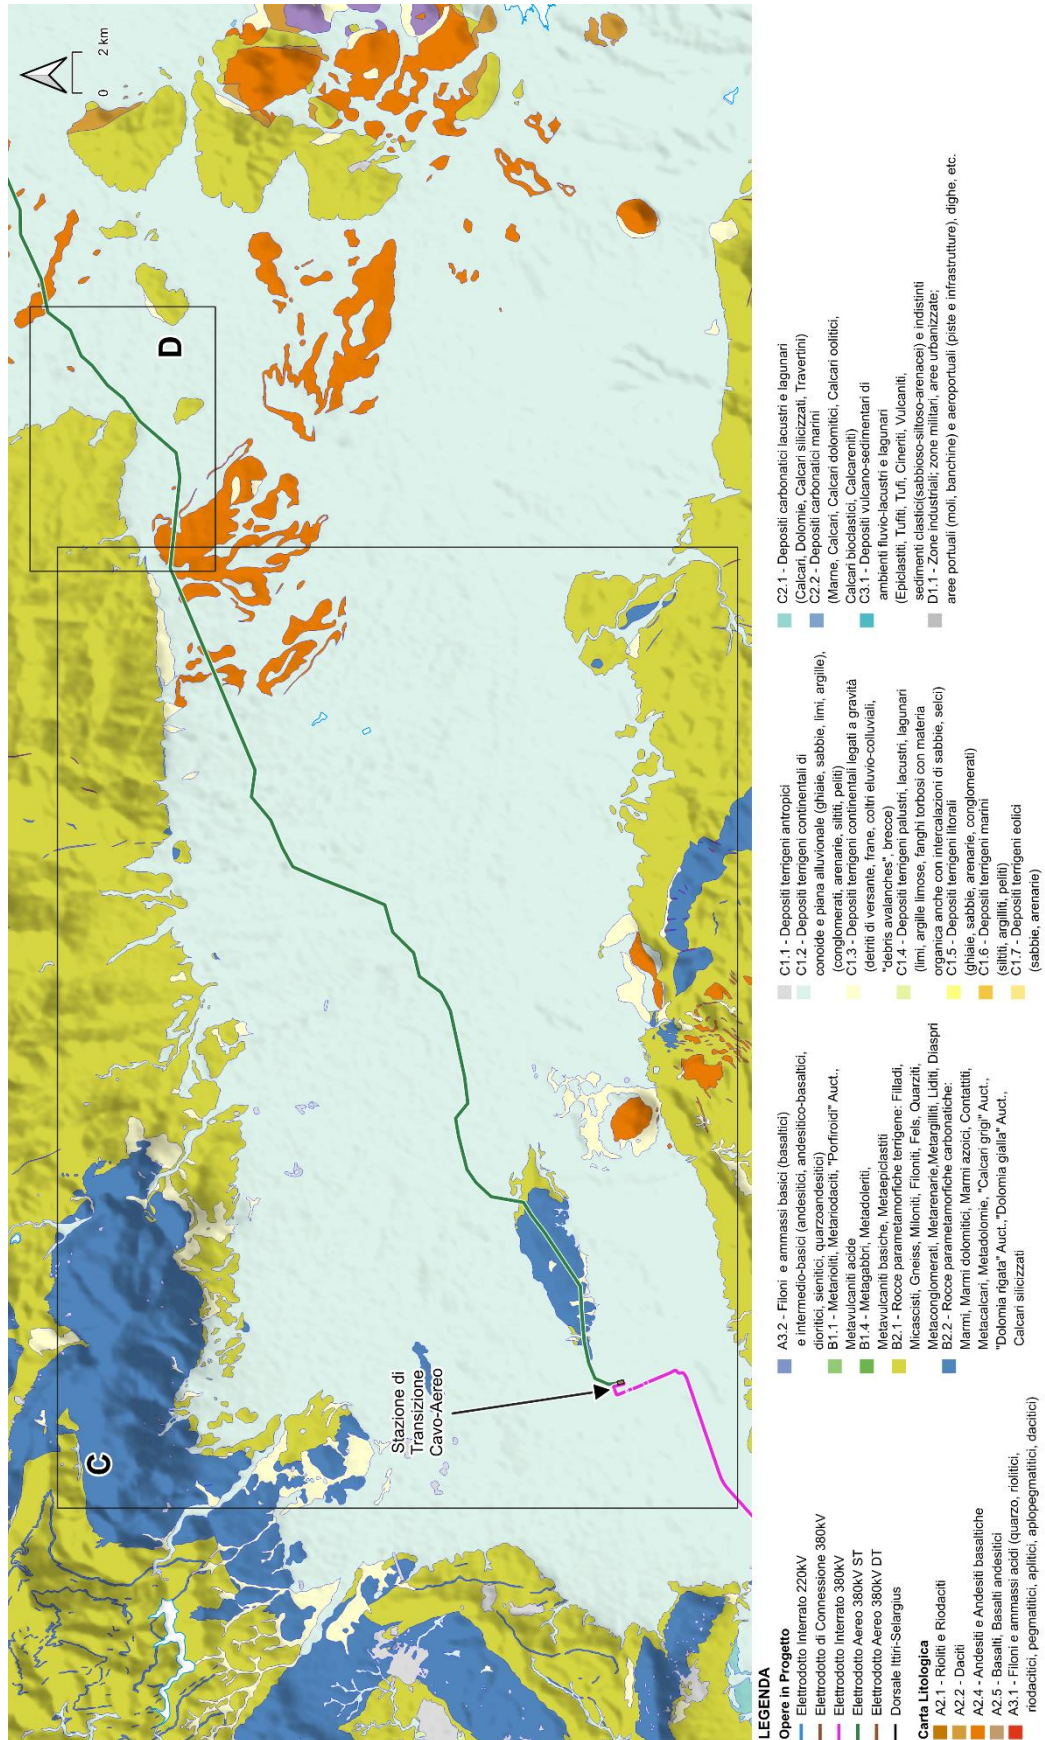 0 2 km
D
C
Stazione di
Transizione
Cavo-Aereo
LEGENDA
Opere in Progetto
Elettrodotto Interrato 220kV
Elettrodotto di Connessione 380kV
Elettrodotto Interrato 380kV
Elettrodotto Aereo 380kV ST
Elettrodotto Aereo 380kV DT
Dorsale Ittiri-Selargius
Carta Litologica
A2.1 - Rioliti e Riodaciti
A2.2 - Daciti
A2.4 - Andesiti e Andesiti basaltiche
A2.5 - Basalti, Basalti andesitici
A3.1 - Filoni e ammassi acidi (quarzo, riolitici,
riodacitici, pegmatitici, aplitici, aplopegmatitici, dacitici)
A3.2 - Filoni e ammassi basici (basaltici)
e intermedio-basici (andesitici, andesitico-basaltici,
dioritici, sienitici, quarzoandesitici)
B1.1 - Metarioliti, Metariodaciti, "Porfiroidi" Auct.,
Metavulcaniti acide
B1.4 - Metagabbri, Metadoleriti,
Metavulcaniti basiche, Metaepiclastiti
B2.1 - Rocce parametamorfiche terrigene: Filladi,
Micascisti, Gneiss, Miloniti, Filoniti, Fels, Quarziti,
Metaconglomerati, Metarenarie,Metargilliti, Liditi, Diaspri
B2.2 - Rocce parametamorfiche carbonatiche:
Marmi, Marmi dolomitici, Marmi azoici, Contattiti,
Metacalcari, Metadolomie, "Calcari grigi" Auct.,
"Dolomia rigata" Auct.,"Dolomia gialla" Auct.,
Calcari silicizzati
C1.1 - Depositi terrigeni antropici
C1.2 - Depositi terrigeni continentali di
conoide e piana alluvionale (ghiaie, sabbie, limi, argille),
(conglomerati, arenarie, siltiti, peliti)
C1.3 - Depositi terrigeni continentali legati a gravità
(detriti di versante, frane, coltri eluvio-colluviali,
"debris avalanches", brecce)
C1.4 - Depositi terrigeni palustri, lacustri, lagunari
(limi, argille limose, fanghi torbosi con materia
organica anche con intercalazioni di sabbie, selci)
C1.5 - Depositi terrigeni litorali
(ghiaie, sabbie, arenarie, conglomerati)
C1.6 - Depositi terrigeni marini
(siltiti, argilliti, peliti)
C1.7 - Depositi terrigeni eolici
(sabbie, arenarie)
C2.1 - Depositi carbonatici lacustri e lagunari
(Calcari, Dolomie, Calcari silicizzati, Travertini)
C2.2 - Depositi carbonatici marini
(Marne, Calcari, Calcari dolomitici, Calcari oolitici,
Calcari bioclastici, Calcareniti)
C3.1 - Depositi vulcano-sedimentari di
ambienti fluvio-lacustri e lagunari
(Epiclastiti, Tufiti, Tufi, Cineriti, Vulcaniti,
sedimenti clastici(sabbioso-siltoso-arenacei) e indistinti
D1.1 - Zone industriali; zone militari, aree urbanizzate;
aree portuali (moli, banchine) e aeroportuali (piste e infrastrutture), dighe, etc.